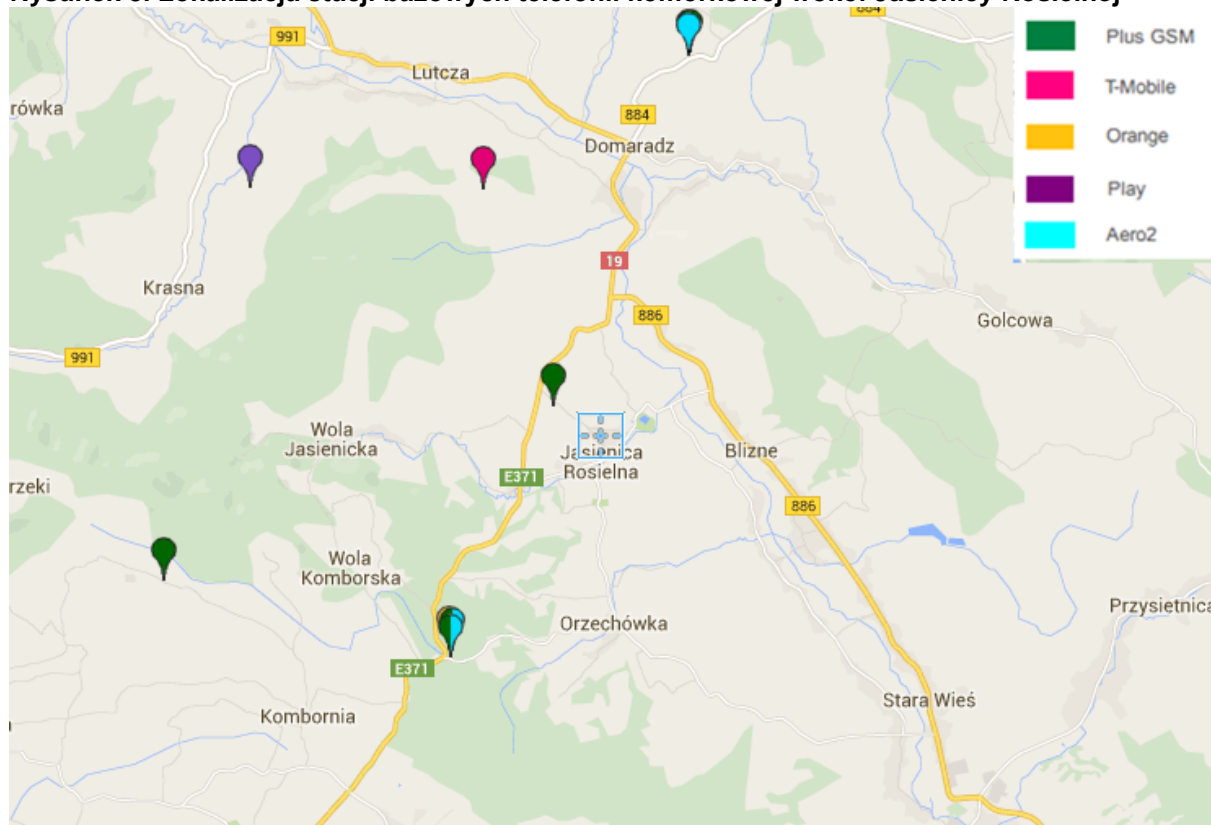 991
Lutcza
884
Plus GSM
T-Mobile
Orange
Play
Aero2
rówka
884
Domaradz
19
Krasna
886
Golcowa
991
Wola
Jasienicka
Jasienica
Rosielna
Blizne
E371
rzeki
886
Wola
Komborska
Orzechówka
Przysietnica
E371
Kombornia
Stara Wieś